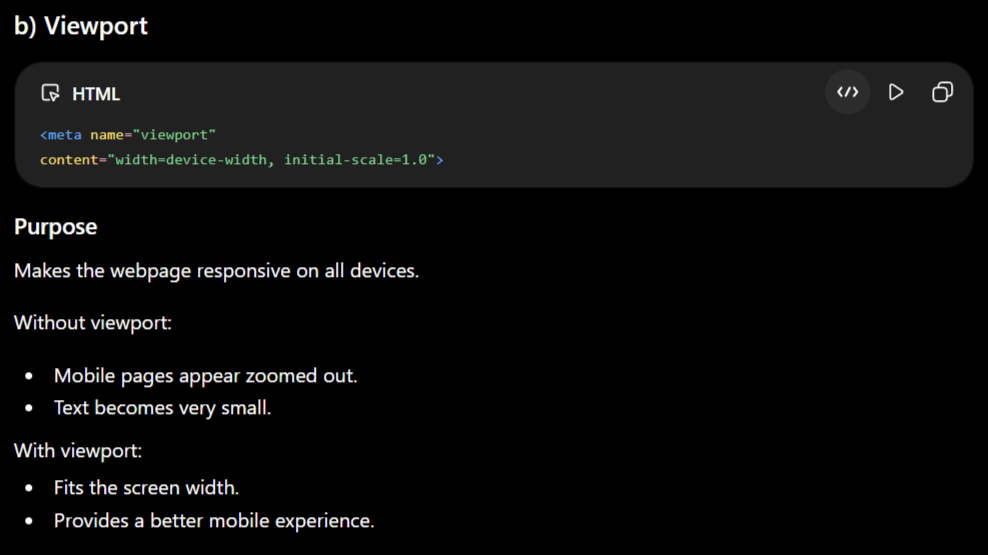 b) Viewport
HTML
<meta name="viewport"
content="width=device-width, initial-scale=1.0">
Purpose
Makes the webpage responsive on all devices.
Without viewport:
• Mobile pages appear zoomed out.
• Text becomes very small.
With viewport:
• Fits the screen width.
• Provides a better mobile experience.